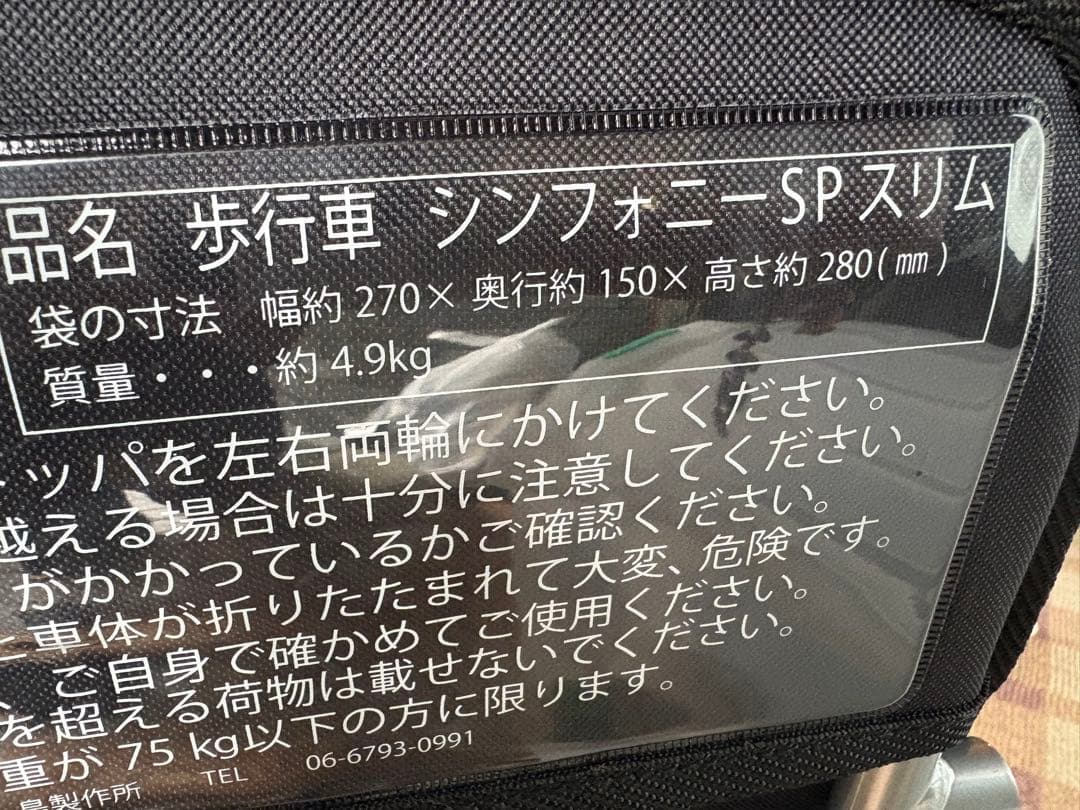 品名 歩行車 シンフォニーSPスリム
袋の寸法 幅約 270× 奥行約 150× 高さ約 280(㎜)
質量・・・約 4.9kg
トッパを左右両輪にかけてください。
越える場合は十分に注意してください。
がかかっているかご確認ください。
と車体が折りたたまれて大変、危険です。
、ご自身で確かめてご使用ください。
を超える荷物は載せないでください。
重が 75 kg以下の方に限ります。
島製作所 TEL 06-6793-0991